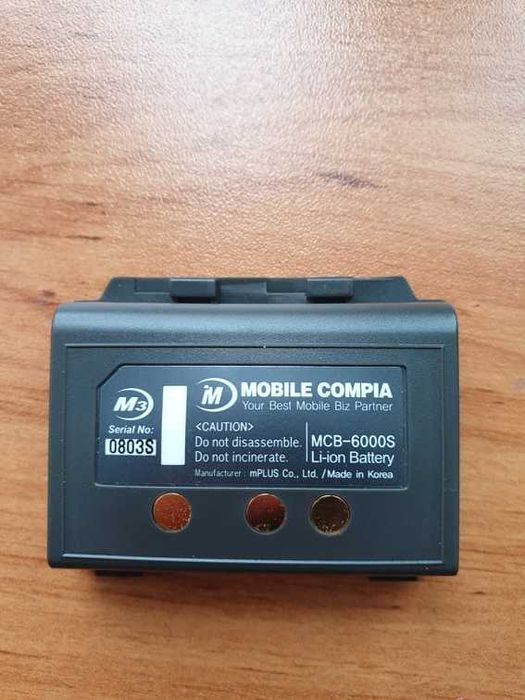 M3
Serial No:
0803S
M MOBILE COMPIA
Your Best Mobile Biz Partner
<CAUTION>
Do not disassemble.
Do not incinerate.
MCB-6000S
Li-ion Battery
Manufacturer : mPLUS Co., Ltd. /Made in Korea